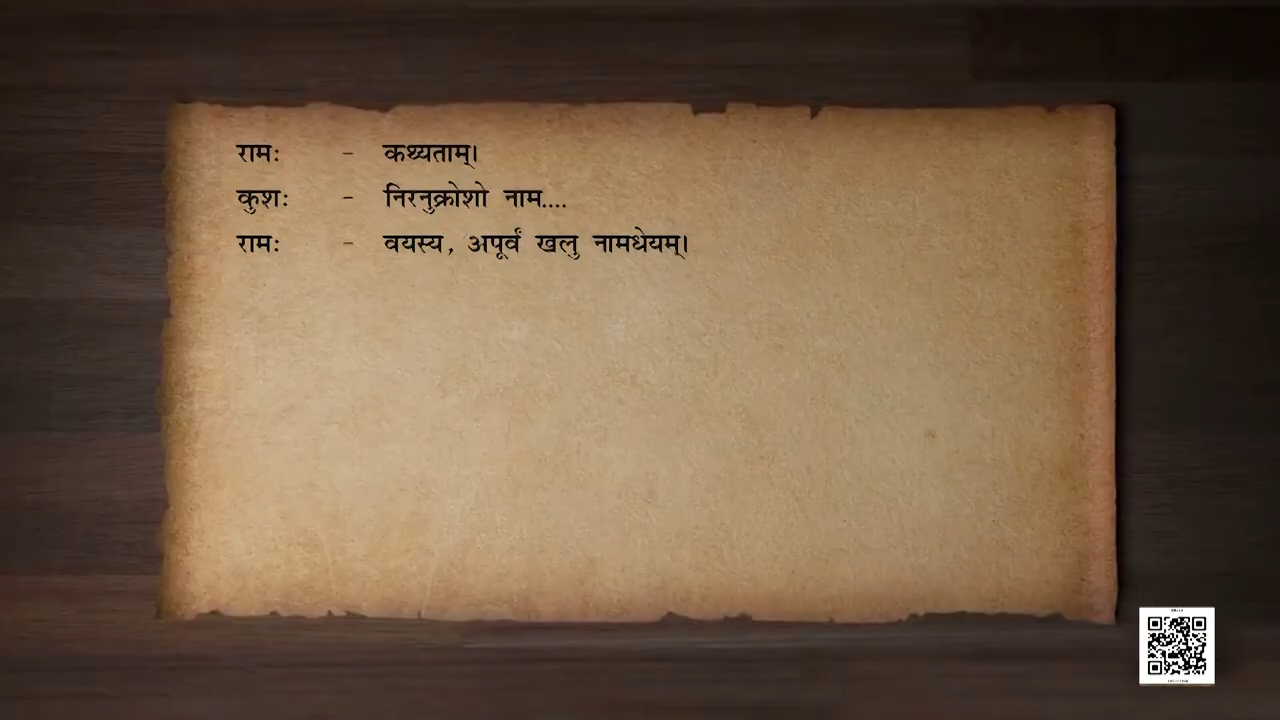 रामः - कथ्यताम्।
कुशः - निरनुक्रोशो नाम....
रामः - वयस्य, अपूर्वं खलु नामधेयम्।